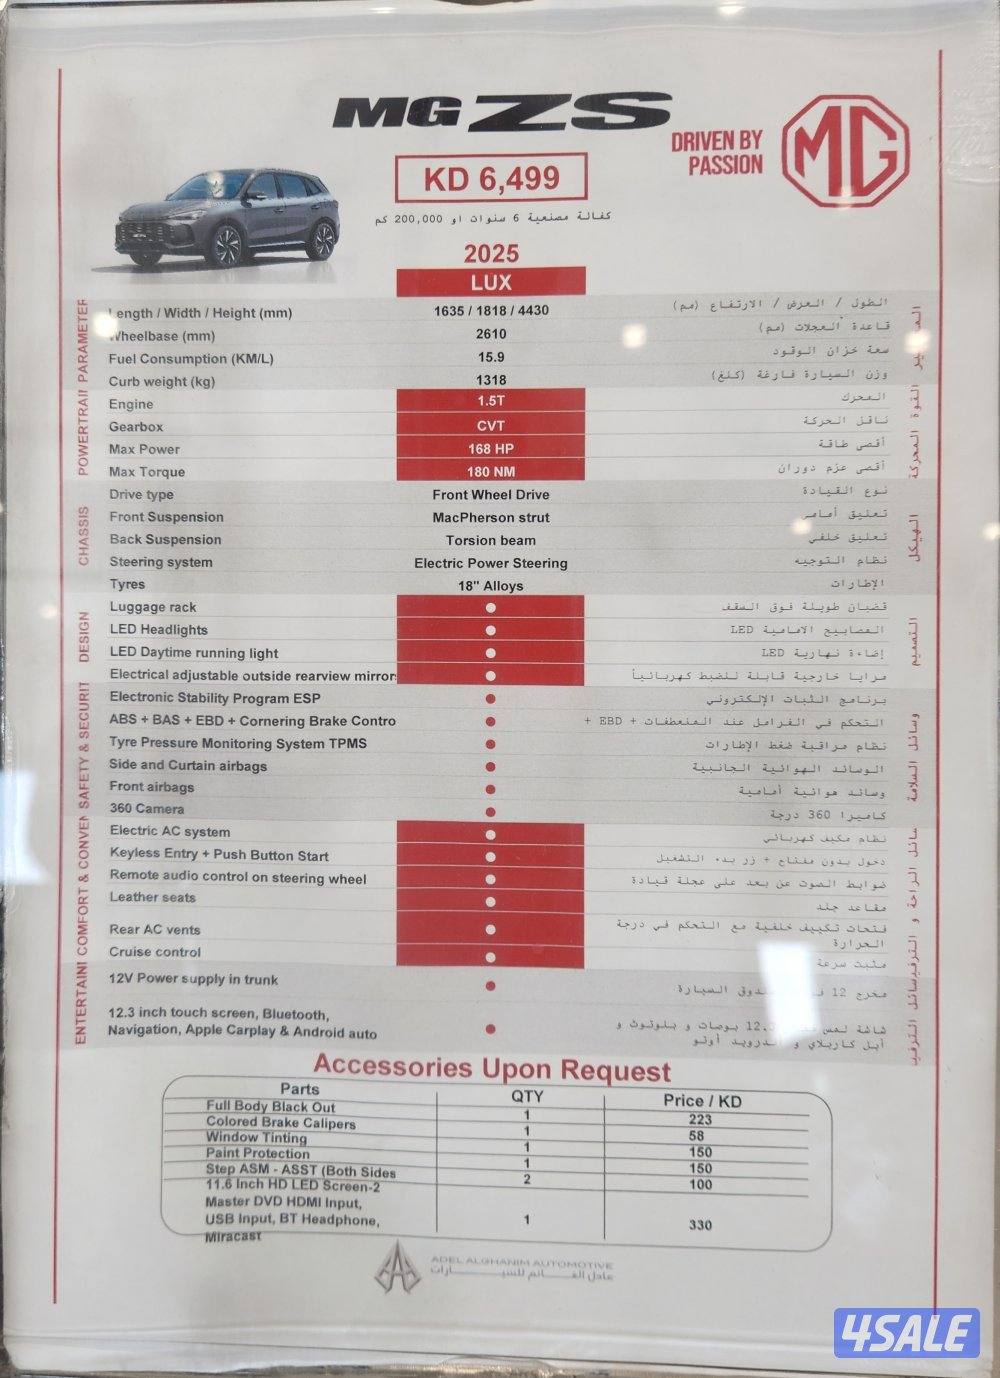 MG ZS
DRIVEN BY
PASSION
MG
KD 6,499
كفالة مصنعية 6 سنوات او 200,000 كم
2025
LUX
Length / Width / Height (mm) 1635 / 1818 / 4430 الطول / العرض / الارتفاع (مم)
Wheelbase (mm) 2610 قاعدة العجلات (مم)
Fuel Consumption (KM/L) 15.9 سعة خزان الوقود
Curb weight (kg) 1318 وزن السيارة فارغة (كلغ)
POWERTRAIN PARAMETER
Engine 1.5T المحرك
Gearbox CVT ناقل الحركة
Max Power 168 HP أقصى طاقة
Max Torque 180 NM أقصى عزم دوران
القوة المحركة
Drive type Front Wheel Drive نوع القيادة
Front Suspension MacPherson strut تعليق أمامي
Back Suspension Torsion beam تعليق خلفي
Steering system Electric Power Steering نظام التوجيه
Tyres 18" Alloys الإطارات
CHASSIS
الهيكل
Luggage rack قضبان طويلة فوق السقف
LED Headlights المصابيح الامامية LED
LED Daytime running light إضاءة نهارية LED
Electrical adjustable outside rearview mirrors مرايا خارجية قابلة للضبط كهربائياً
DESIGN
التصميم
Electronic Stability Program ESP برنامج الثبات الإلكتروني
ABS + BAS + EBD + Cornering Brake Contro التحكم في الفرامل عند المنعطفات + EBD +
Tyre Pressure Monitoring System TPMS نظام مراقبة ضغط الإطارات
Side and Curtain airbags الوسائد الهوائية الجانبية
Front airbags وسائد هوائية أمامية
360 Camera كاميرا 360 درجة
SAFETY & SECURIT
وسائل السلامة
Electric AC system نظام مكيف كهربائي
Keyless Entry + Push Button Start دخول بدون مفتاح + زر بدء التشغيل
Remote audio control on steering wheel ضوابط الصوت عن بعد على عجلة قيادة
Leather seats مقاعد جلد
Rear AC vents فتحات تكييف خلفية مع التحكم في درجة
الحرارة
Cruise control مثبت سرعة
COMFORT & CONVEN
12V Power supply in trunk مخرج 12 السيارة
12.3 inch touch screen, Bluetooth,
Navigation, Apple Carplay & Android auto
شاشة لمس بوصات و بلوتوث و
أبل كاربلاي و أوتو
ENTERTAINI
Accessories Upon Request
Parts QTY Price / KD
Full Body Black Out 1 223
Colored Brake Calipers 1 58
Window Tinting 1 150
Paint Protection 1 150
Step ASM - ASST (Both Sides 2 100
11.6 Inch HD LED Screen-2
Master DVD HDMI Input,
USB Input, BT Headphone,
Miracast 1 330
ADEL ALGHANIM AUTOMOTIVE
عادل الغانم للسيارات
4SALE